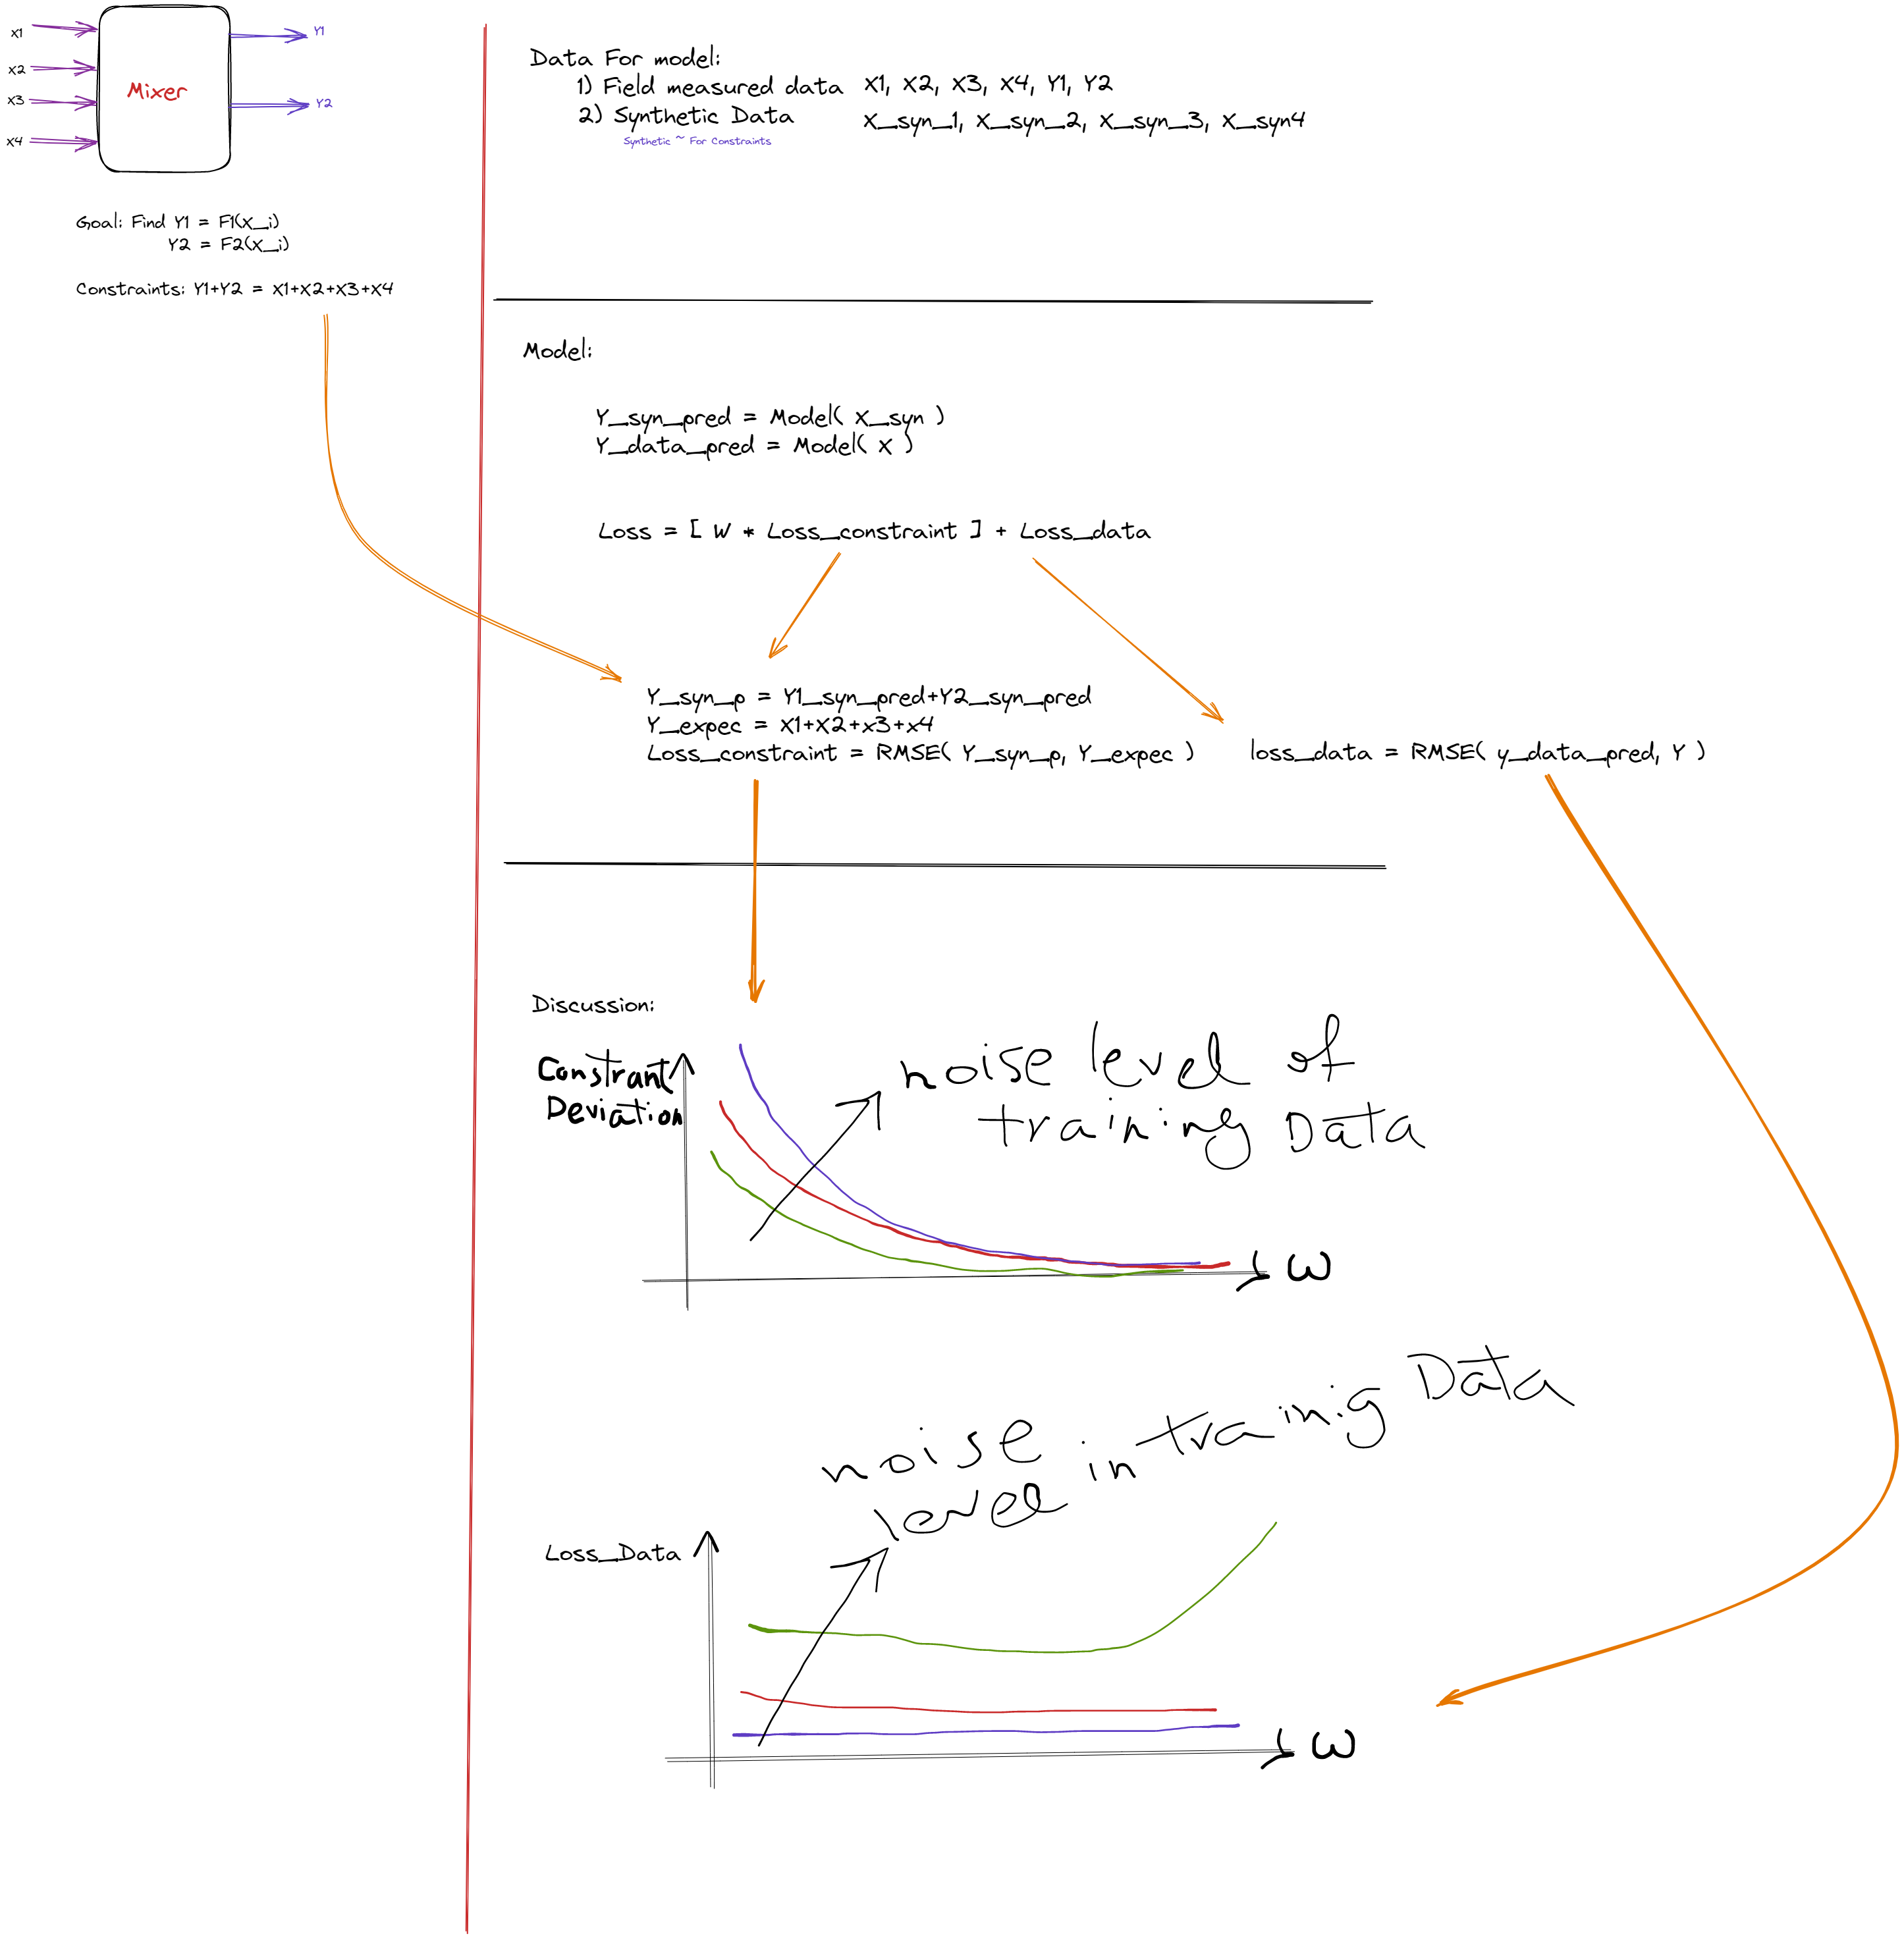 X1
X2
X3
X4
Mixer
Y1
Y2
Goal: Find Y1 = F1(X_i)
Y2 = F2(X_i)
Constraints: Y1+Y2 = X1+X2+X3+X4
Data For model:
1) Field measured data X1, X2, X3, X4, Y1, Y2
2) Synthetic Data X_syn_1, X_syn_2, X_syn_3, X_syn4
Synthetic ~ For Constraints
Model:
Y_syn_pred = Model( X_syn )
Y_data_pred = Model( X )
Loss = [ W * Loss_constraint ] + Loss_data
Y_syn_p = Y1_syn_pred+Y2_syn_pred
Y_expec = X1+X2+x3+x4
Loss_constraint = RMSE( Y_syn_p, Y_expec )
loss_data = RMSE( y_data_pred, Y )
Discussion:
Constrant
Deviation
noise level of
training Data
ω
noise
level in trainig Data
Loss_Data
ω